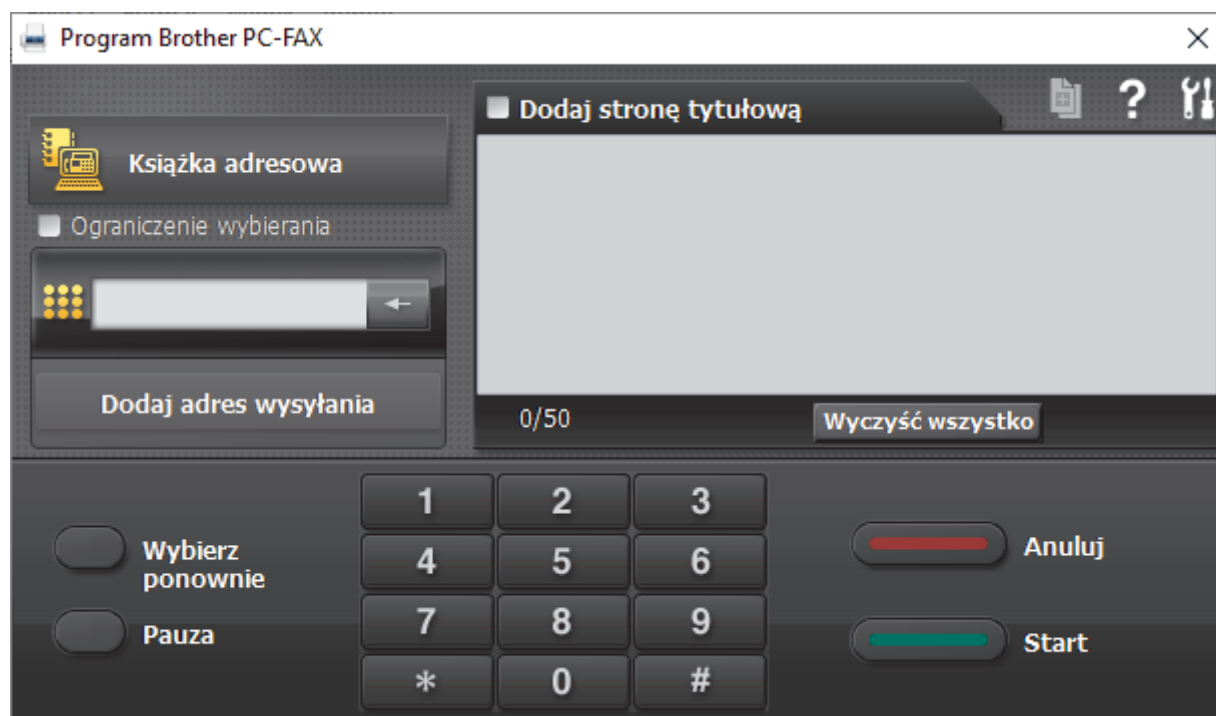 Program Brother PC-FAX
Dodaj stronę tytułową
?
Książka adresowa
Ograniczenie wybierania
Dodaj adres wysyłania
0/50
Wyczyść wszystko
1 2 3
4 5 6
7 8 9
* 0 #
Wybierz
ponownie
Pauza
Anuluj
Start